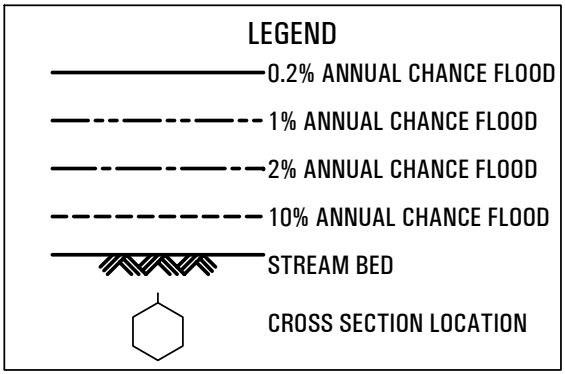 LEGEND
0.2% ANNUAL CHANCE FLOOD
1% ANNUAL CHANCE FLOOD
2% ANNUAL CHANCE FLOOD
10% ANNUAL CHANCE FLOOD
STREAM BED
CROSS SECTION LOCATION